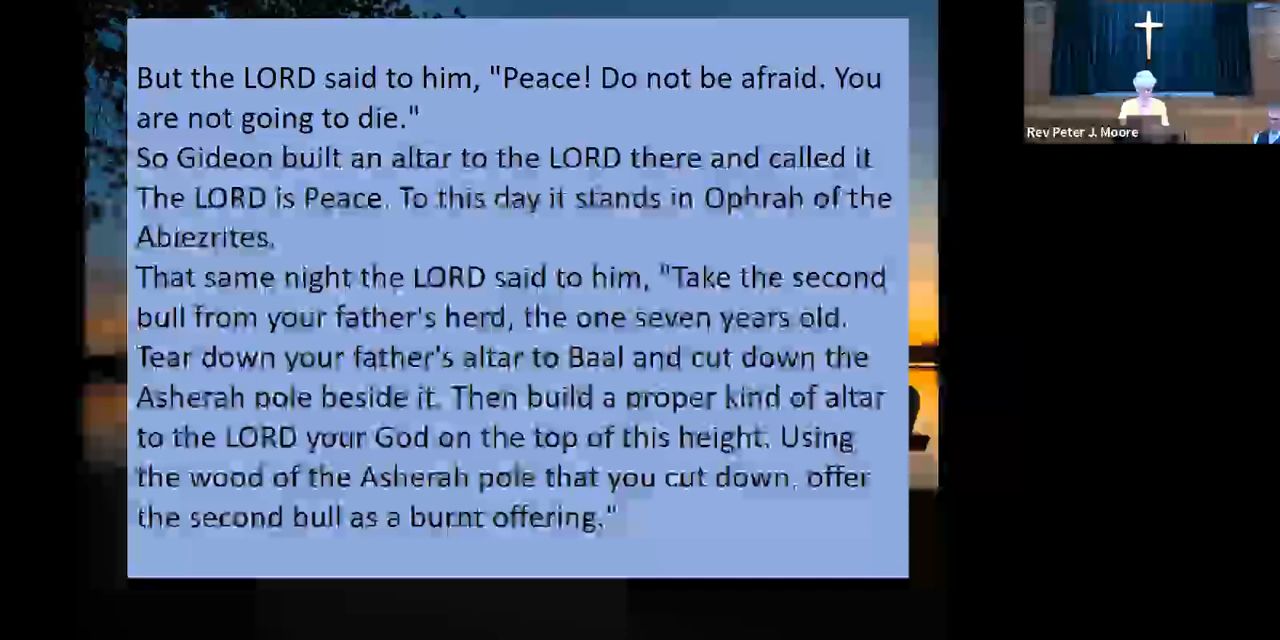 But the LORD said to him, "Peace! Do not be afraid. You
are not going to die."
So Gideon built an altar to the LORD there and called it
The LORD is Peace. To this day it stands in Ophrah of the
Abiezrites.
That same night the LORD said to him, "Take the second
bull from your father's herd, the one seven years old.
Tear down your father's altar to Baal and cut down the
Asherah pole beside it. Then build a proper kind of altar
to the LORD your God on the top of this height. Using
the wood of the Asherah pole that you cut down, offer
the second bull as a burnt offering."
Rev Peter J. Moore